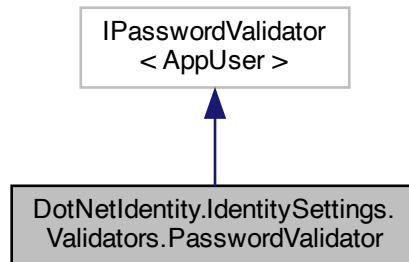 IPasswordValidator
< AppUser >
DotNetIdentity.IdentitySettings.
Validators.PasswordValidator